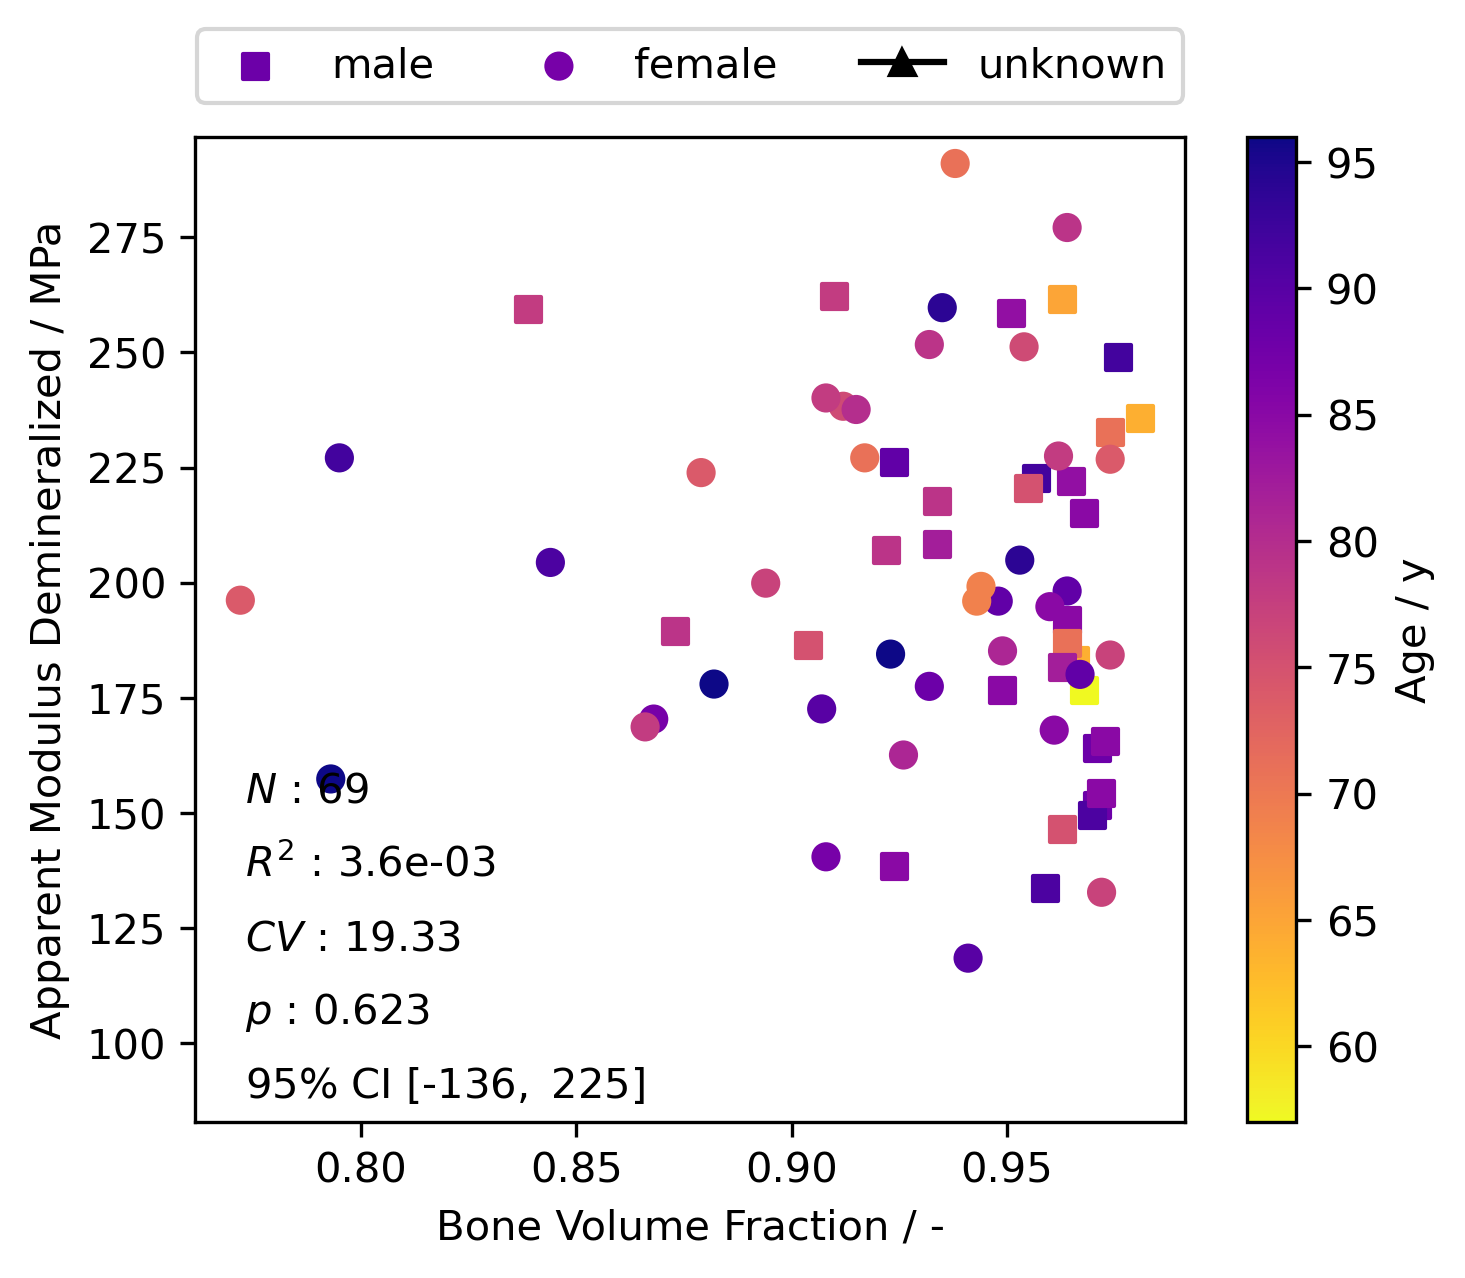 male female unknown
275
250
225
200
175
150
125
100
Apparent Modulus Demineralized / MPa
N : 69
R² : 3.6e-03
CV : 19.33
p : 0.623
95% CI [-136, 225]
0.80 0.85 0.90 0.95
Bone Volume Fraction / -
95
90
85
80
75
70
65
60
Age / y